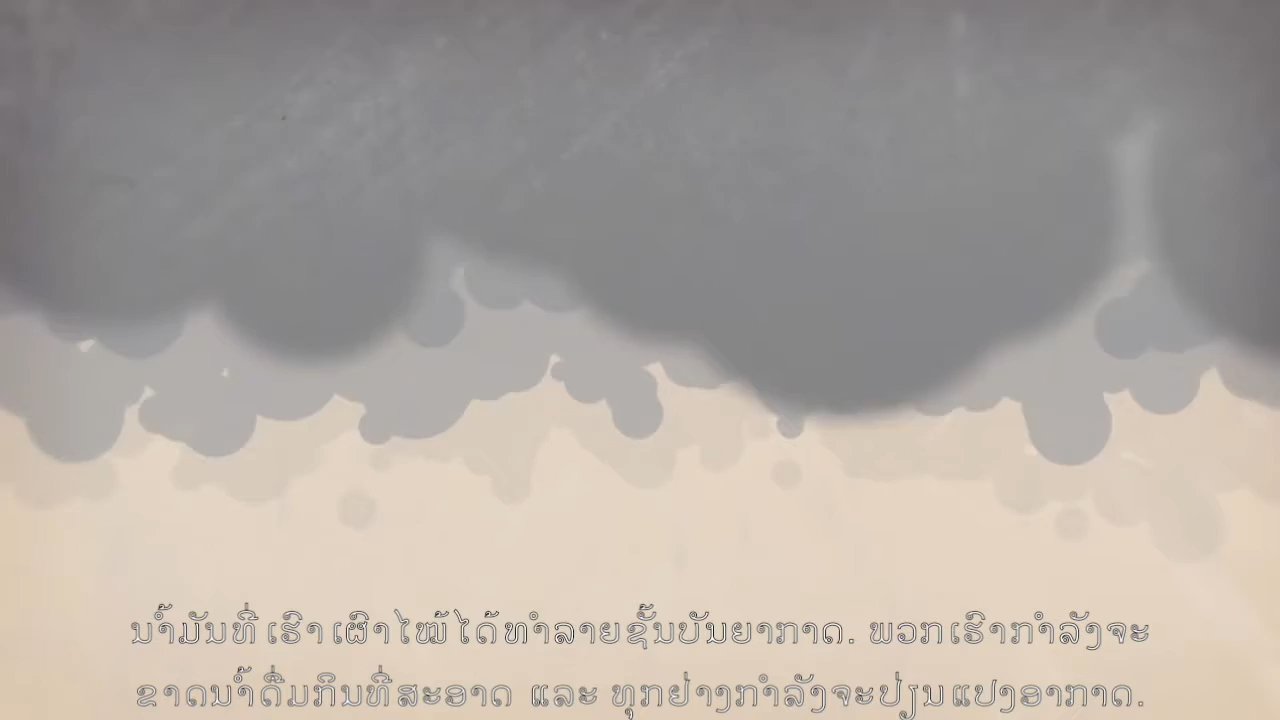 ນ້ຳມັນທີ່ ເຮົາ ເຜົາໄໝ້ ໄດ້ທຳລາຍຊັ້ນບັນຍາກາດ. ພວກເຮົາກຳລັງຈະ
ຂາດນ້ຳດື່ມກິນທີ່ສະອາດ ແລະ ທຸກຢ່າງກຳລັງຈະປ່ຽນແປງອາກາດ.